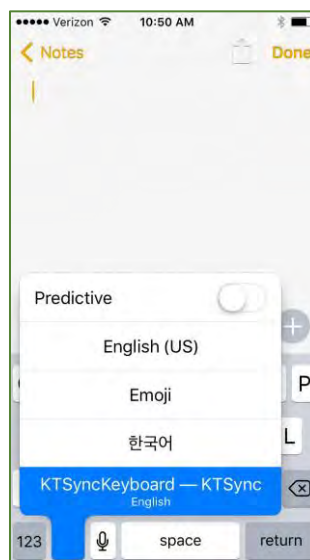 Verizon 10:50 AM
Notes Done
Predictive
English (US)
Emoji
P
한국어
L
KTSyncKeyboard — KTSync
English
123 space return